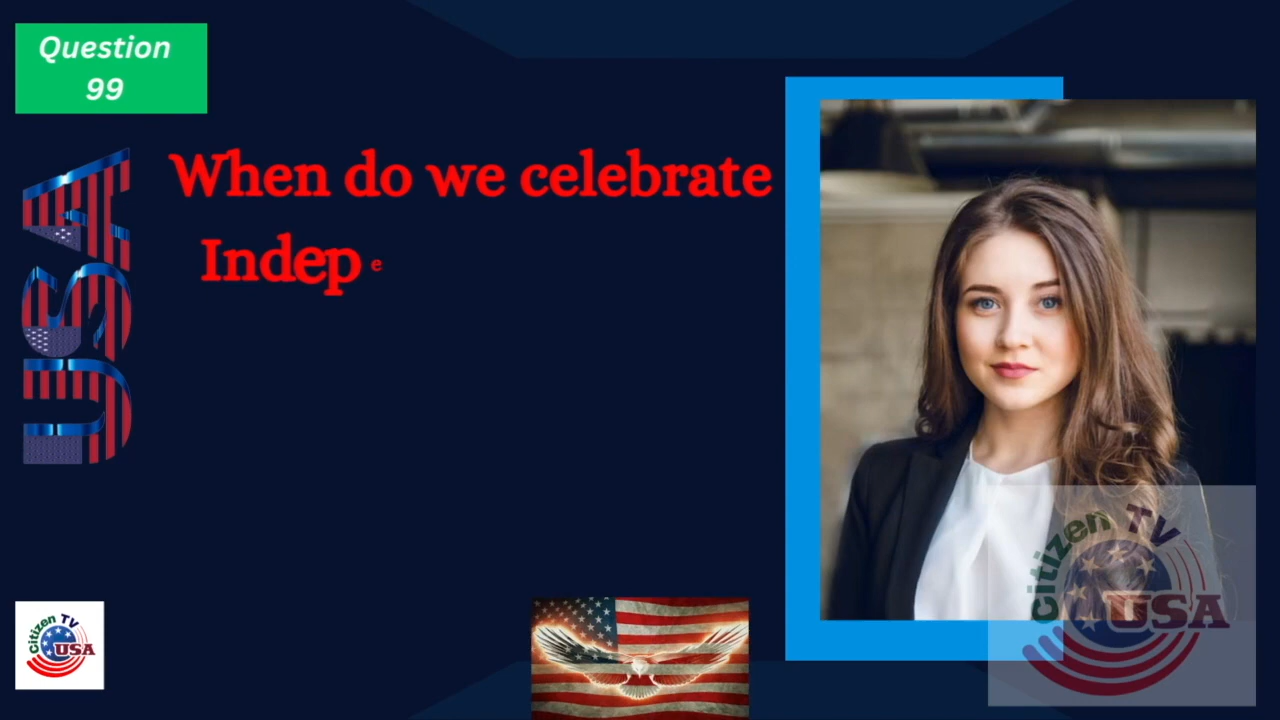 Question
99
When do we celebrate
Indep e
USA
Citizen TV
USA
Citizen TV
USA